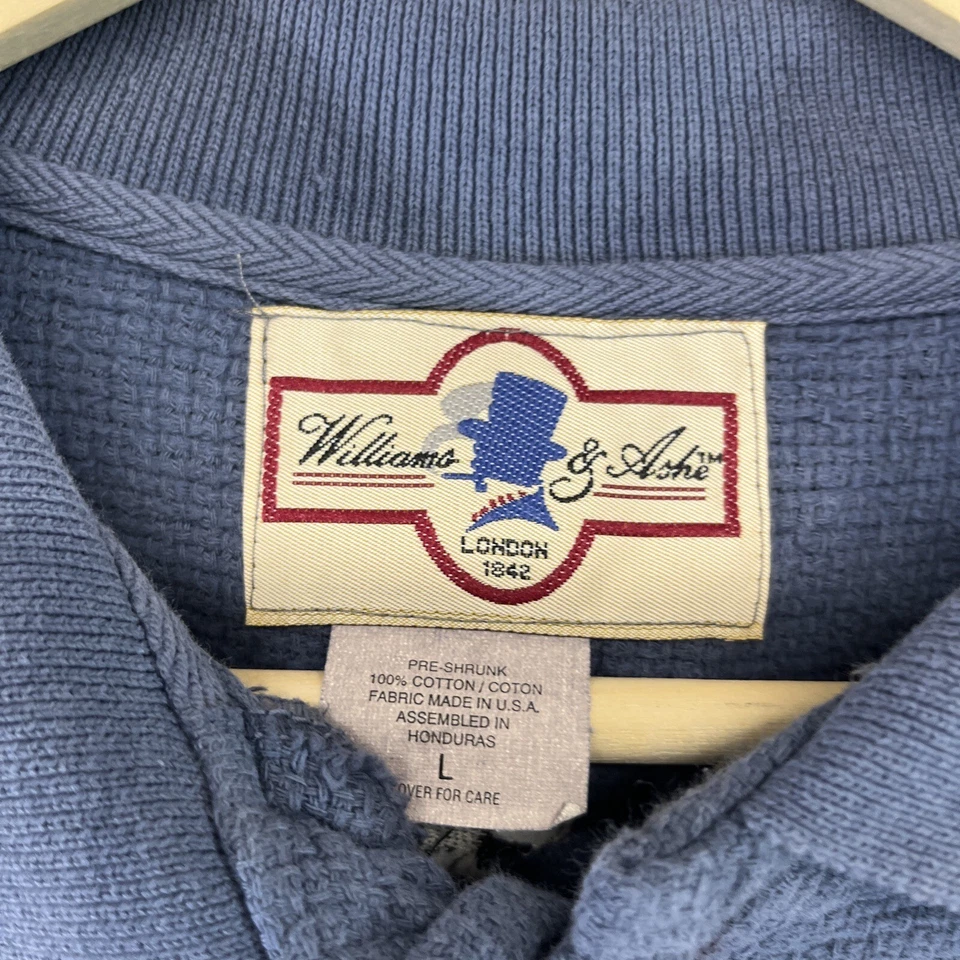 Williams & Ashe™
LONDON
1842
PRE-SHRUNK
100% COTTON / COTON
FABRIC MADE IN U.S.A.
ASSEMBLED IN
HONDURAS
L
OVER FOR CARE